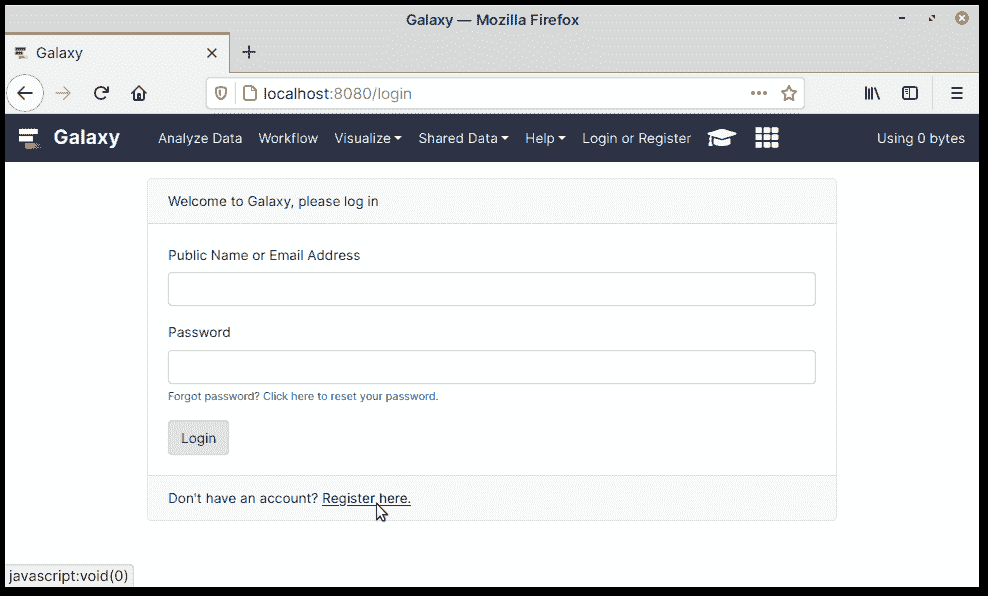 Galaxy — Mozilla Firefox
Galaxy
localhost:8080/login
Galaxy Analyze Data Workflow Visualize Shared Data Help Login or Register Using 0 bytes
Welcome to Galaxy, please log in
Public Name or Email Address
Password
Forgot password? Click here to reset your password.
Login
Don't have an account? Register here.
javascript:void(0)